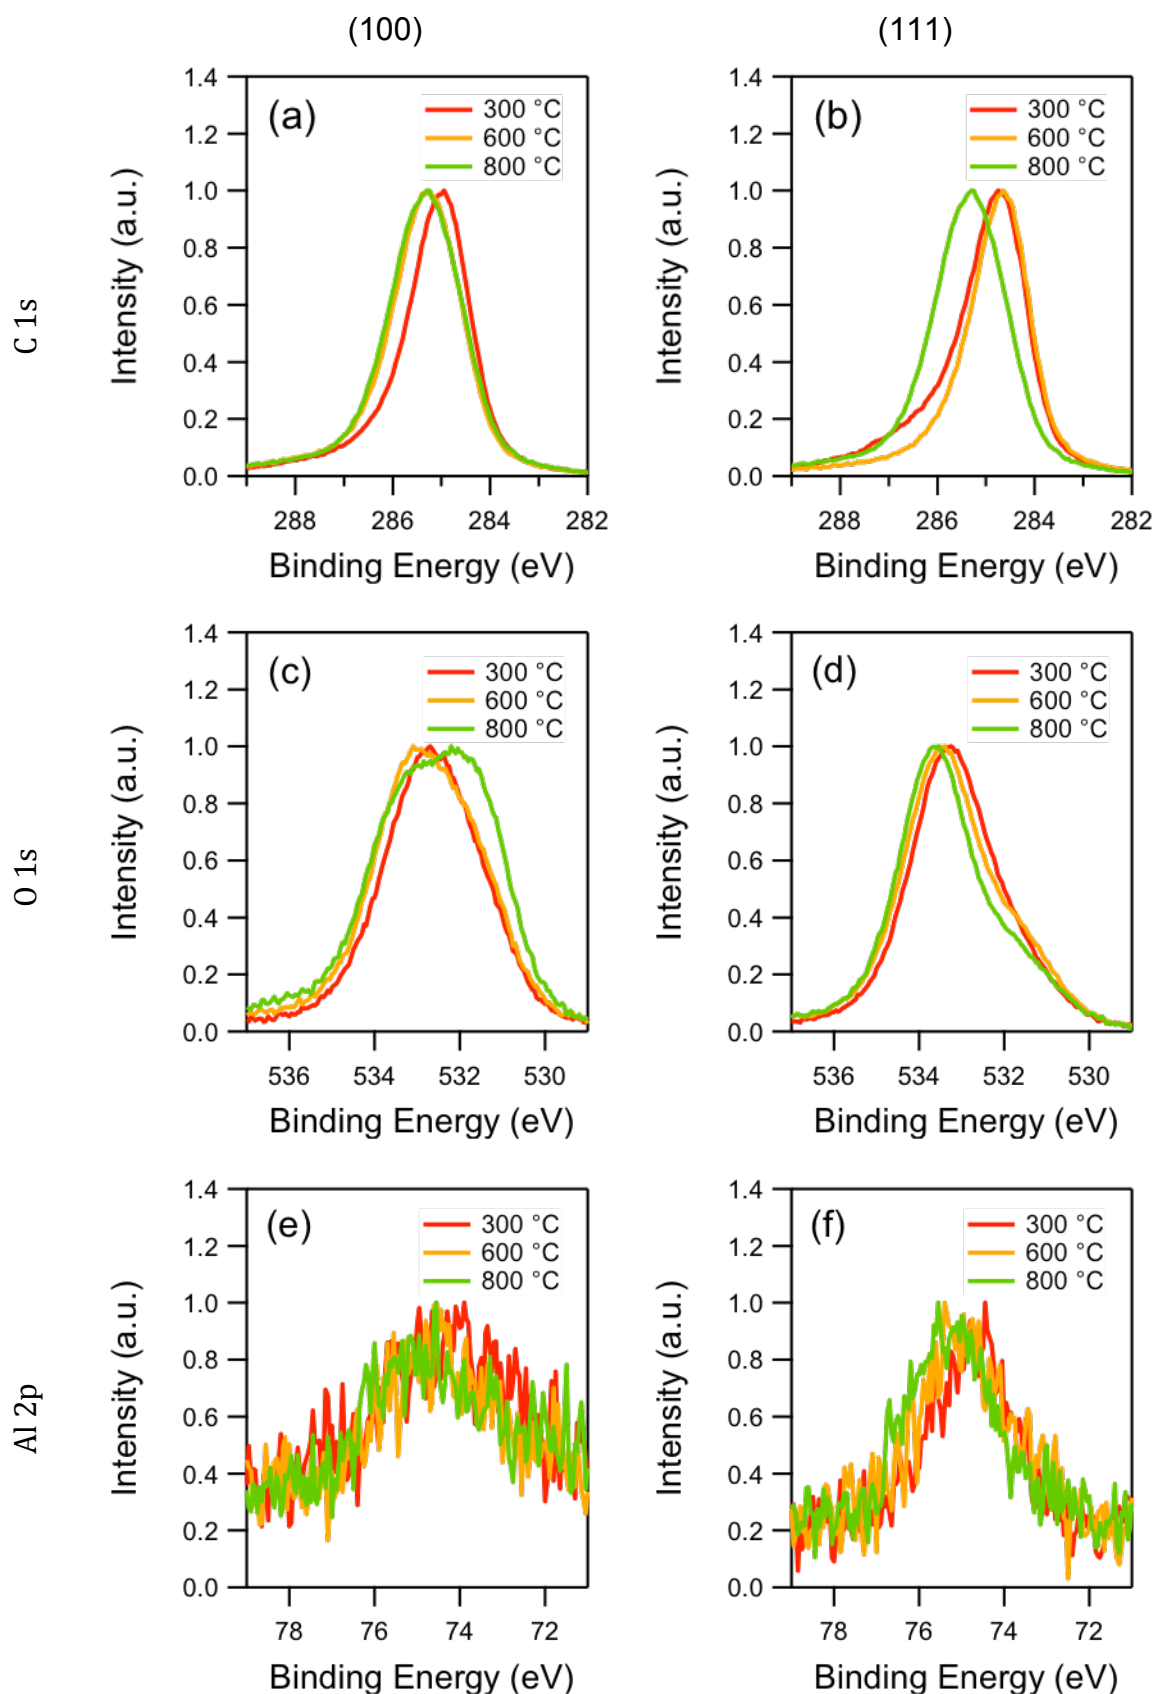 (100) (111)
C 1s
(a)
300 °C
600 °C
800 °C
1.4
1.2
1.0
0.8
0.6
0.4
0.2
0.0
Intensity (a.u.)
288 286 284 282
Binding Energy (eV)
(b)
300 °C
600 °C
800 °C
1.4
1.2
1.0
0.8
0.6
0.4
0.2
0.0
Intensity (a.u.)
288 286 284 282
Binding Energy (eV)
O 1s
(c)
300 °C
600 °C
800 °C
1.4
1.2
1.0
0.8
0.6
0.4
0.2
0.0
Intensity (a.u.)
536 534 532 530
Binding Energy (eV)
(d)
300 °C
600 °C
800 °C
1.4
1.2
1.0
0.8
0.6
0.4
0.2
0.0
Intensity (a.u.)
536 534 532 530
Binding Energy (eV)
Al 2p
(e)
300 °C
600 °C
800 °C
1.4
1.2
1.0
0.8
0.6
0.4
0.2
0.0
Intensity (a.u.)
78 76 74 72
Binding Energy (eV)
(f)
300 °C
600 °C
800 °C
1.4
1.2
1.0
0.8
0.6
0.4
0.2
0.0
Intensity (a.u.)
78 76 74 72
Binding Energy (eV)